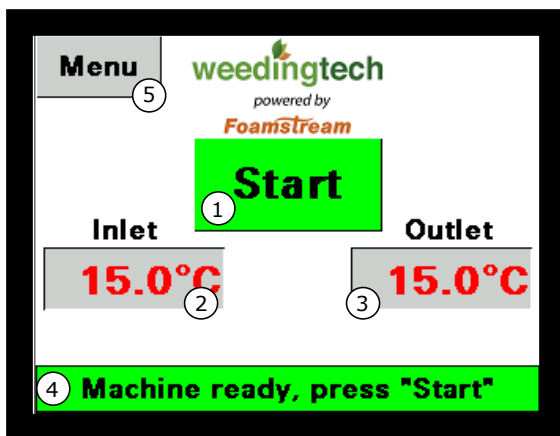 Menu
5
weedingtech
powered by
Foamstream
Start
1
Inlet
Outlet
15.0°C
2
15.0°C
3
4
Machine ready, press "Start"